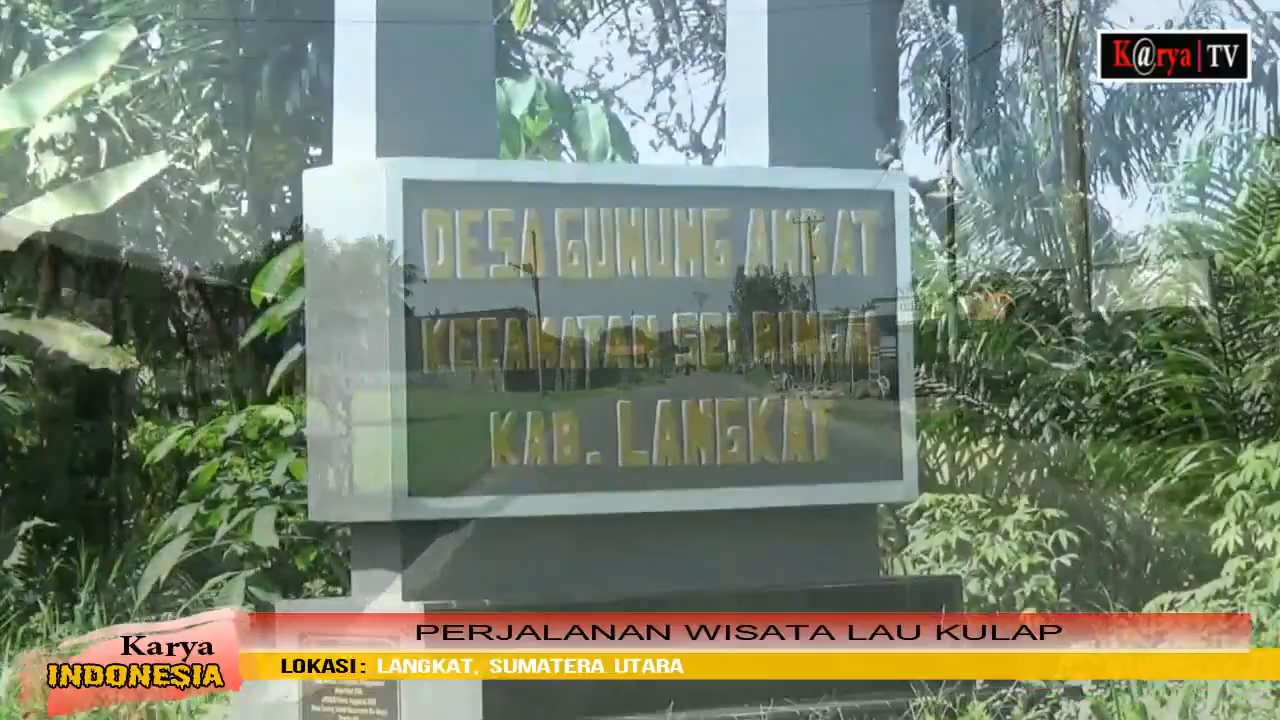 K@rya|TV
DESA GUNUNG AMBAT
KECAMATAN SEI BINGAI
KAB. LANGKAT
PERJALANAN WISATA LAU KULAP
Karya
INDONESIA
LOKASI: LANGKAT, SUMATERA UTARA